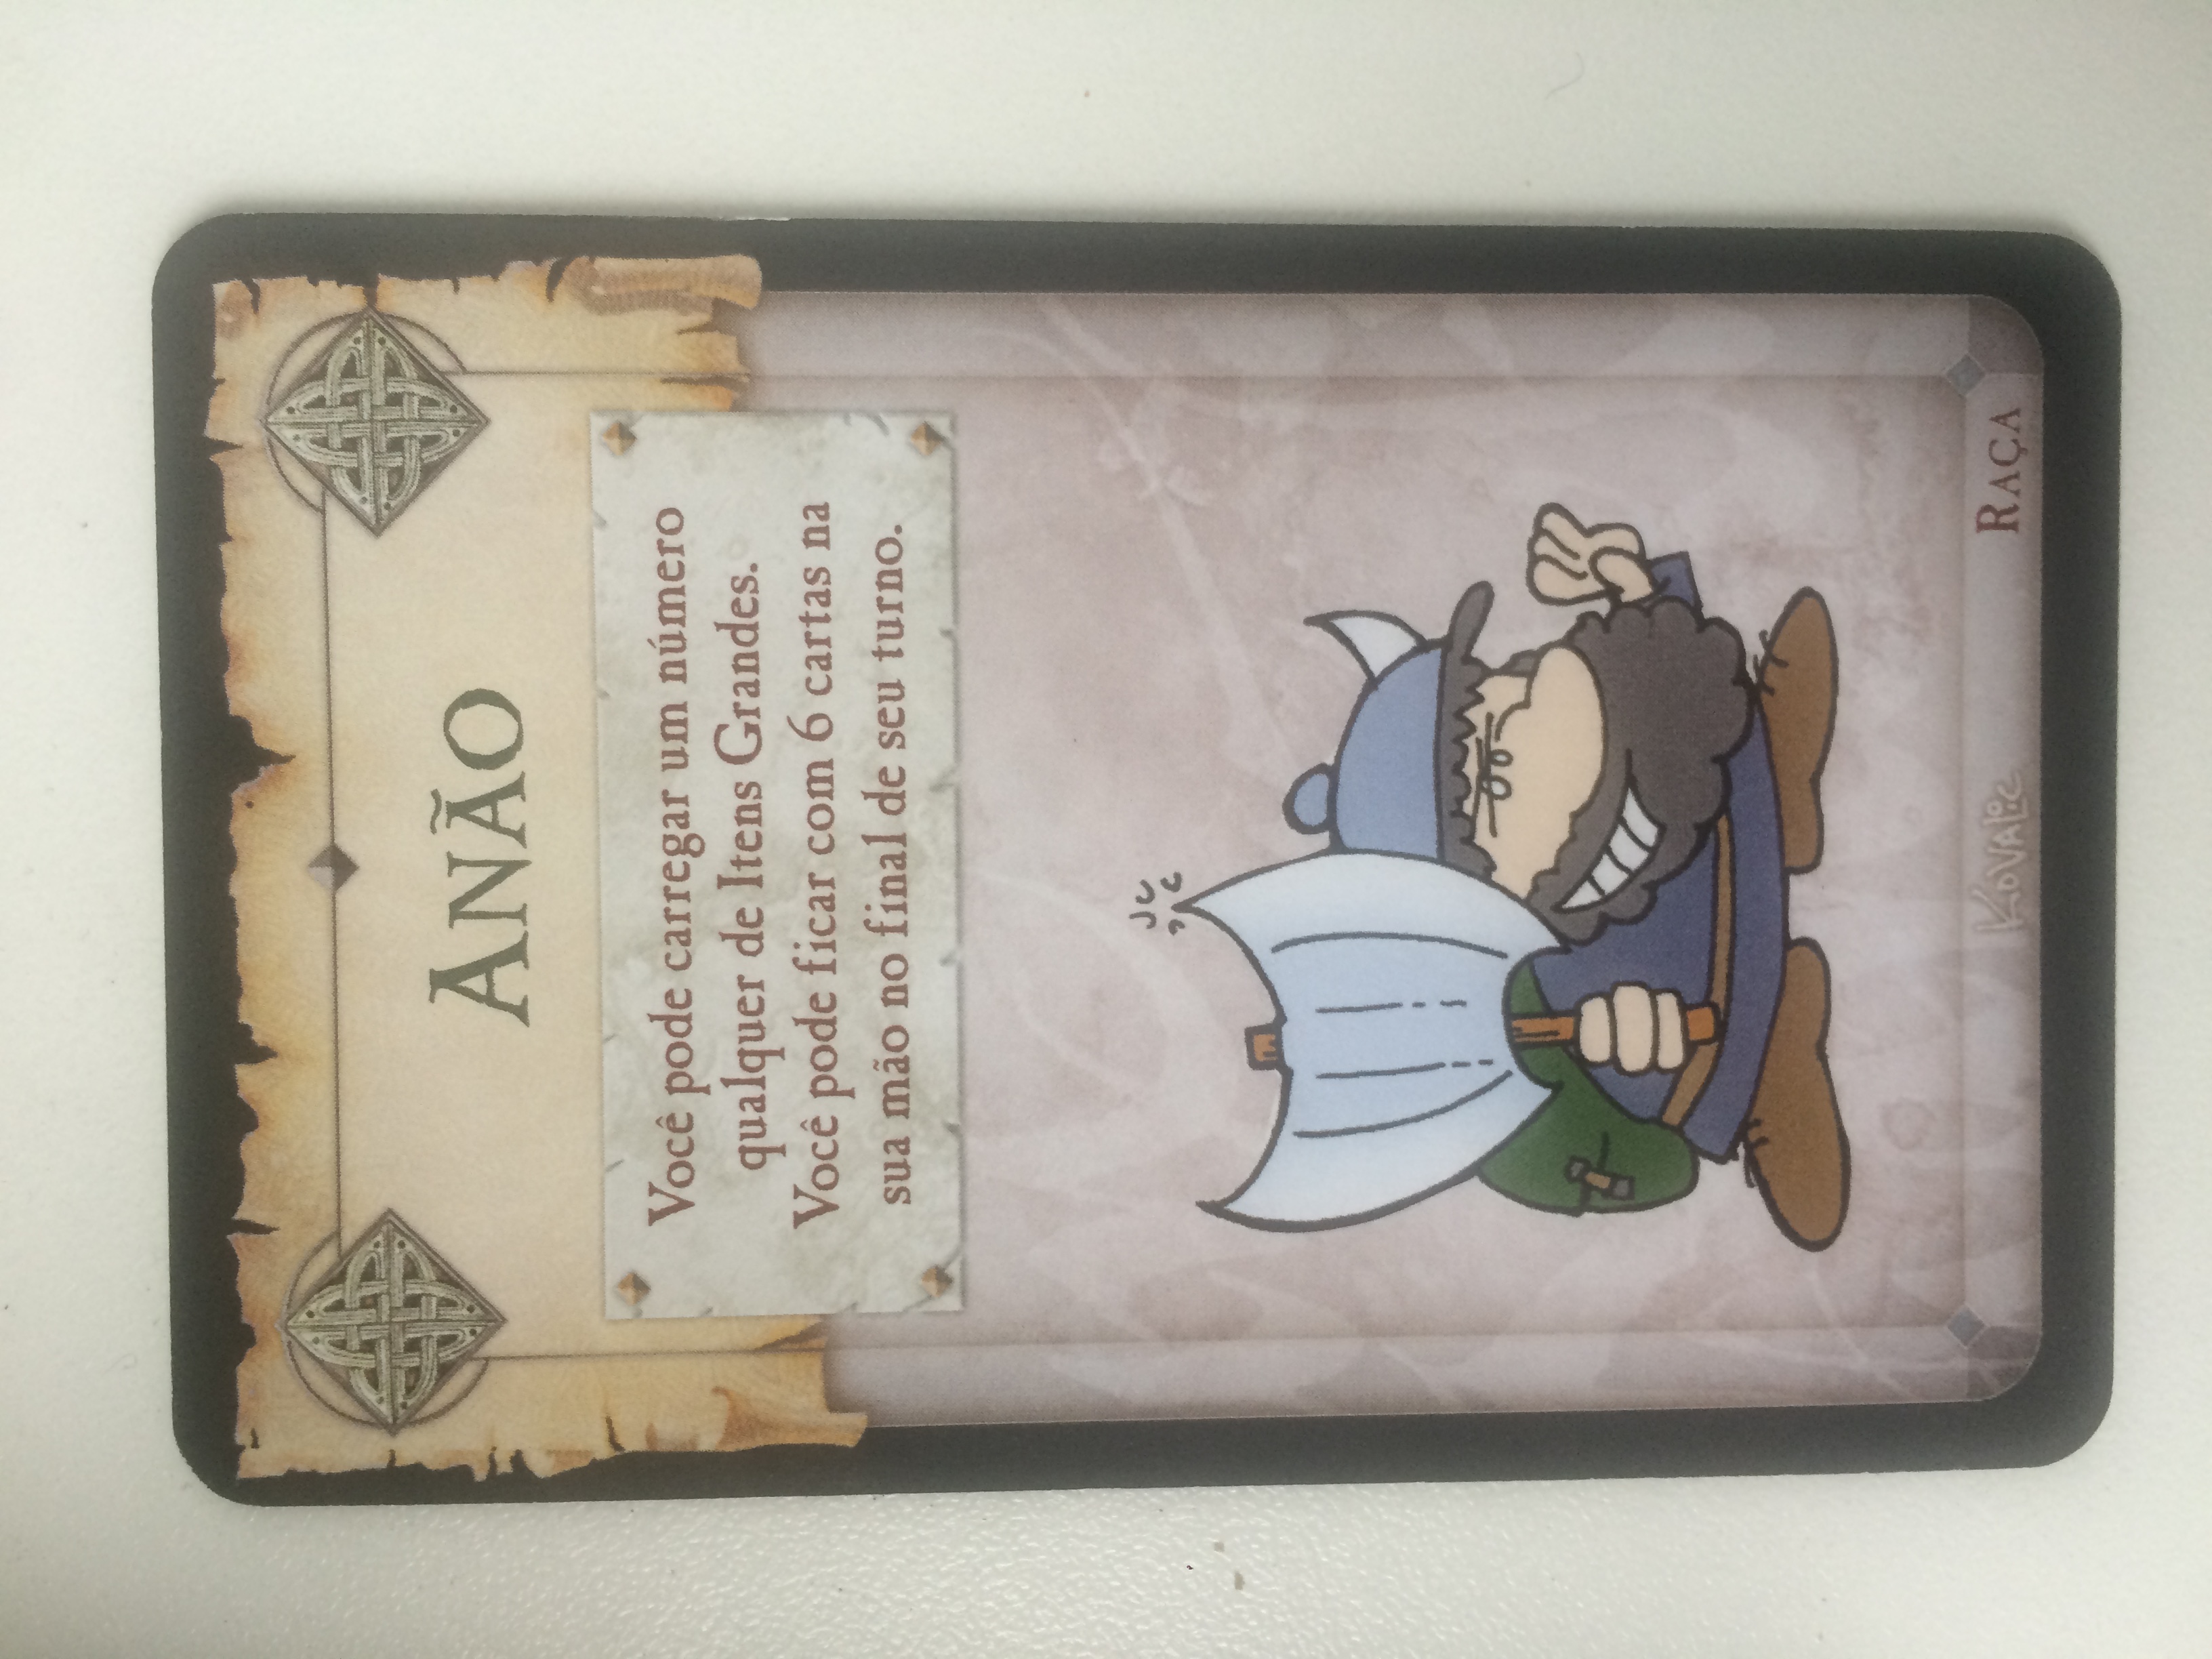 Anão
Você pode carregar um número
qualquer de Itens Grandes.
Você pode ficar com 6 cartas na
sua mão no final de seu turno.
Kovalic
Raça